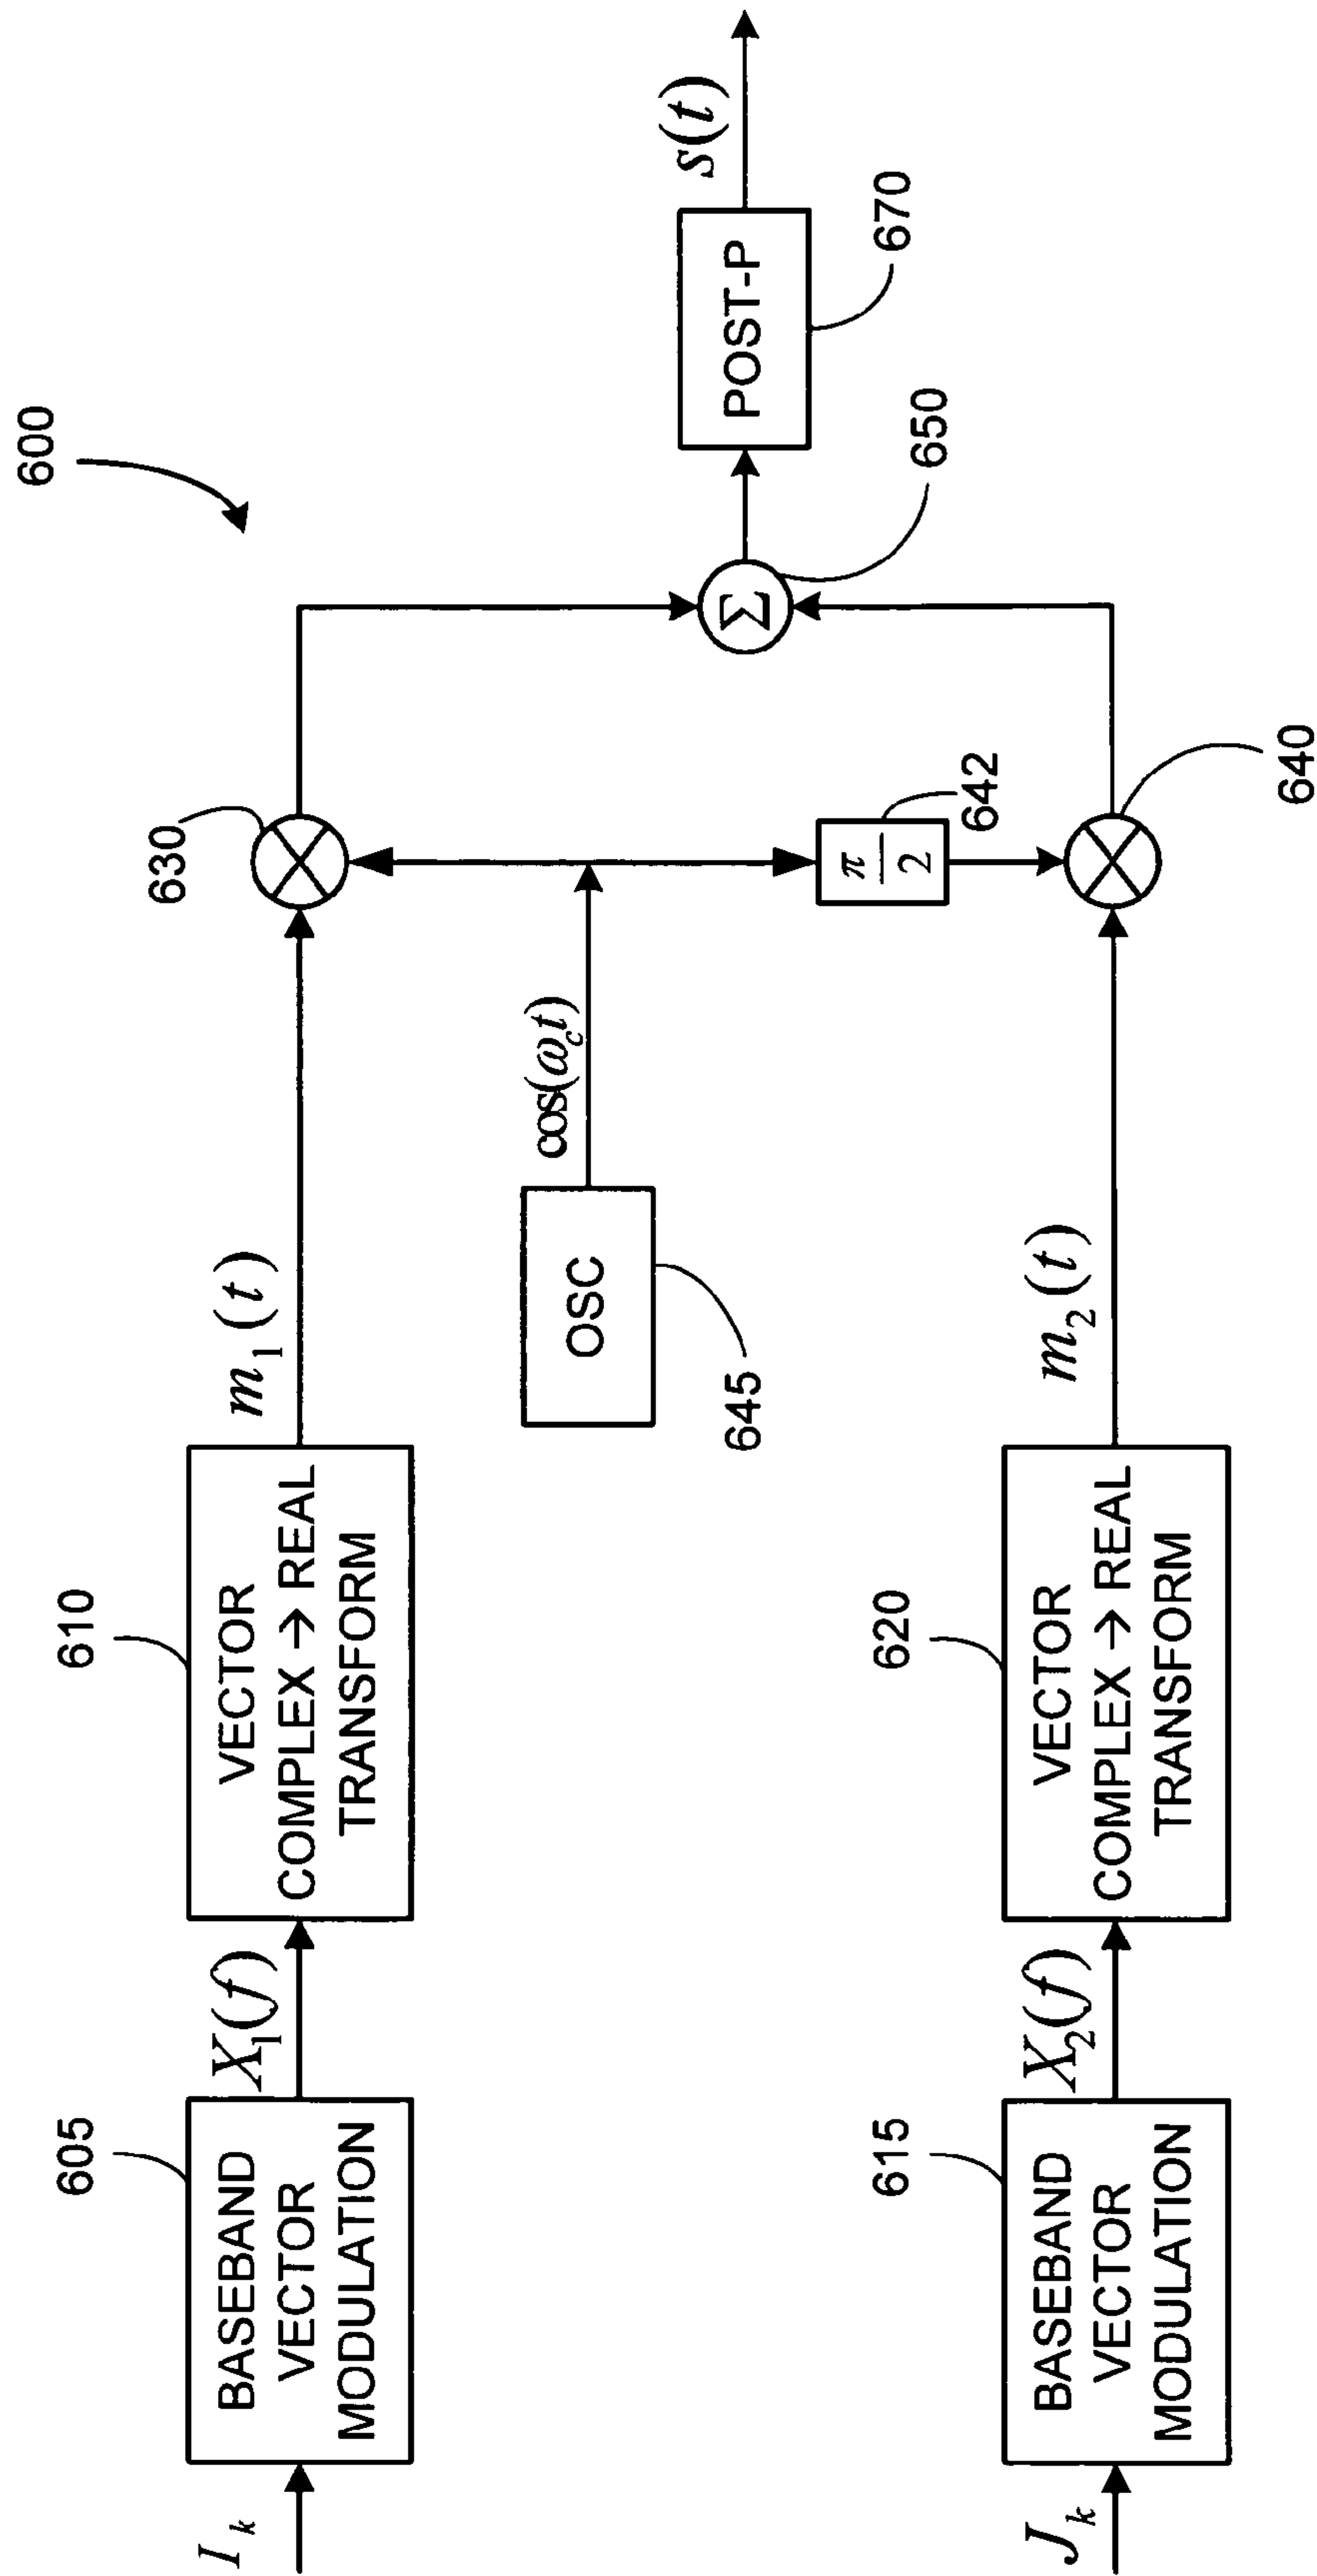 600
I_k
605
BASEBAND
VECTOR
MODULATION
X_1(f)
610
VECTOR
COMPLEX → REAL
TRANSFORM
m_1(t)
630
OSC
645
cos(ω_c t)
π
2
642
Σ
650
POST-P
670
s(t)
J_k
615
BASEBAND
VECTOR
MODULATION
X_2(f)
620
VECTOR
COMPLEX → REAL
TRANSFORM
m_2(t)
640